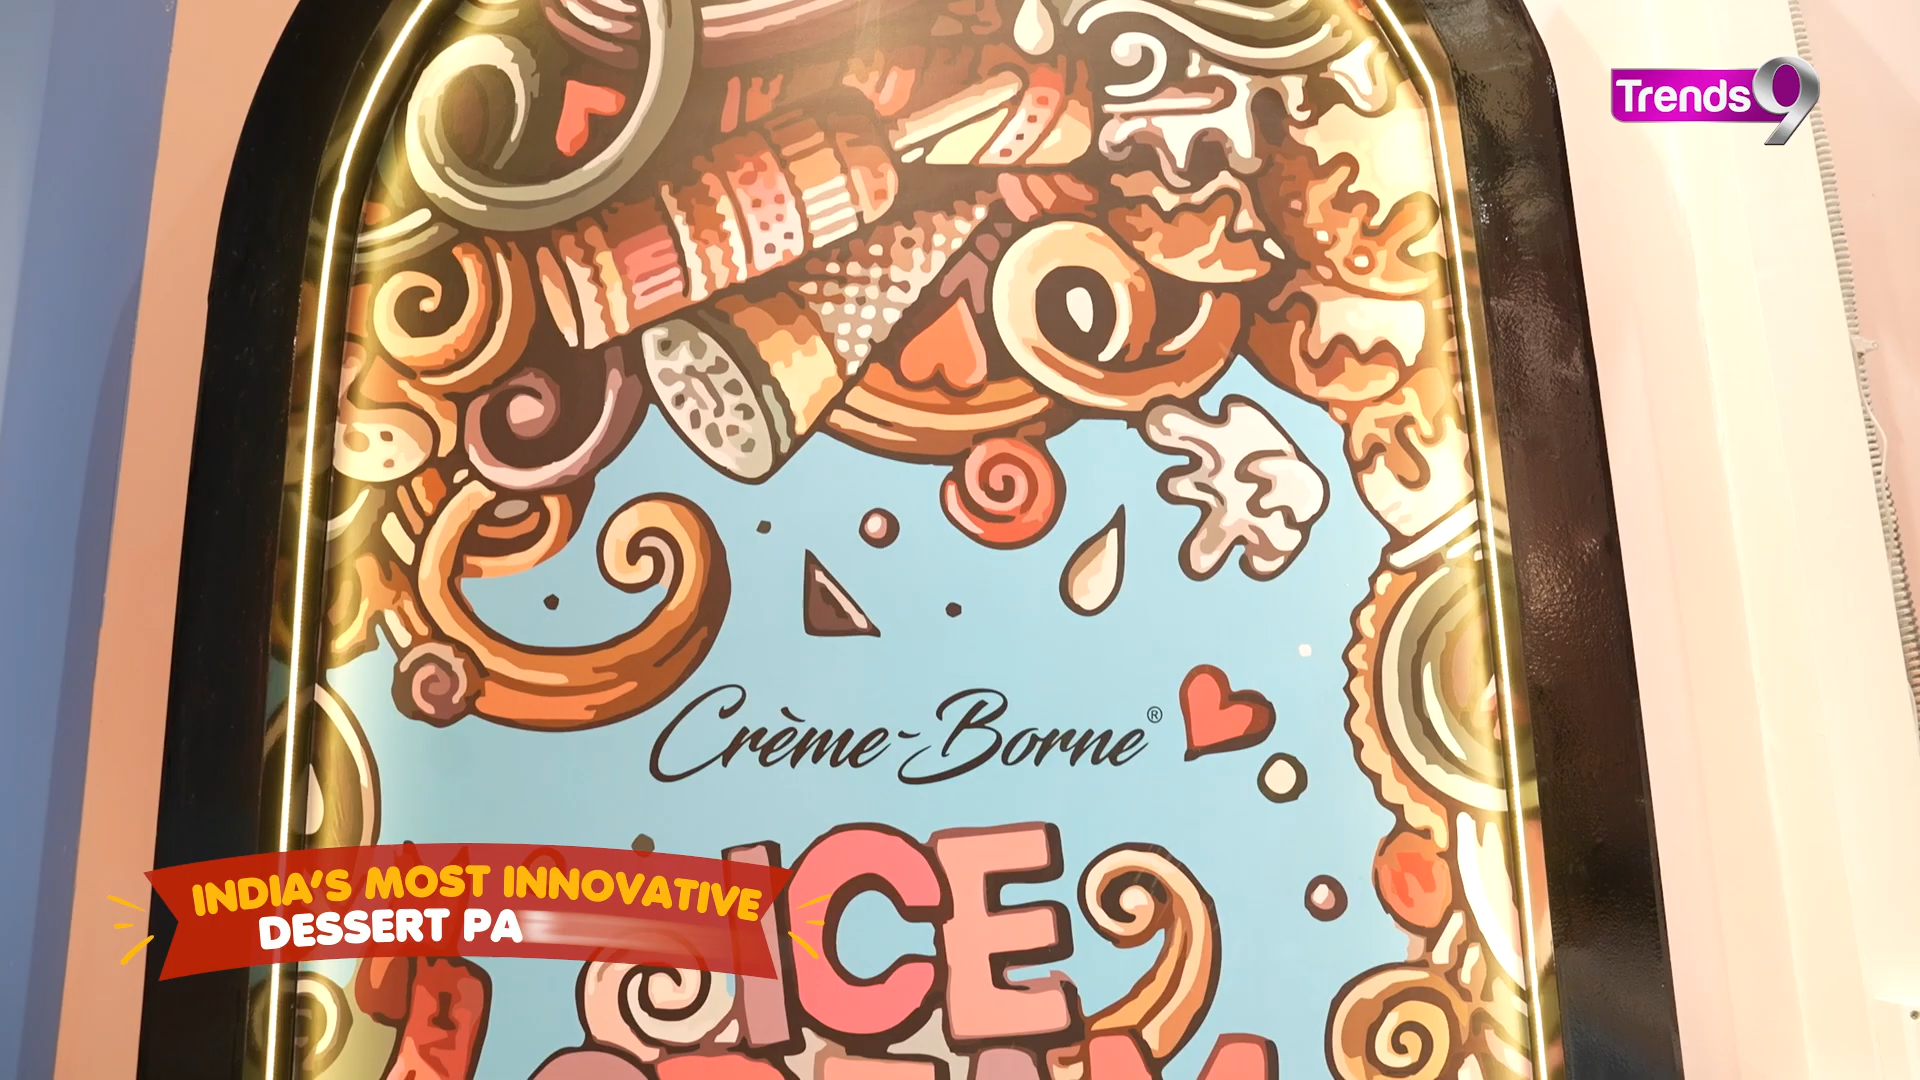 Trends9
Crème-Borne®
ICE
INDIA'S MOST INNOVATIVE
DESSERT PA